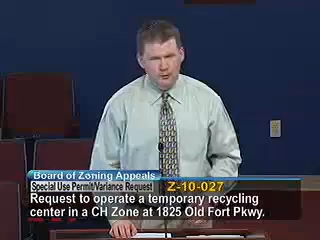 Board of Zoning Appeals
Special Use Permit/Variance Request Z-10-027
Request to operate a temporary recycling
center in a CH Zone at 1825 Old Fort Pkwy.